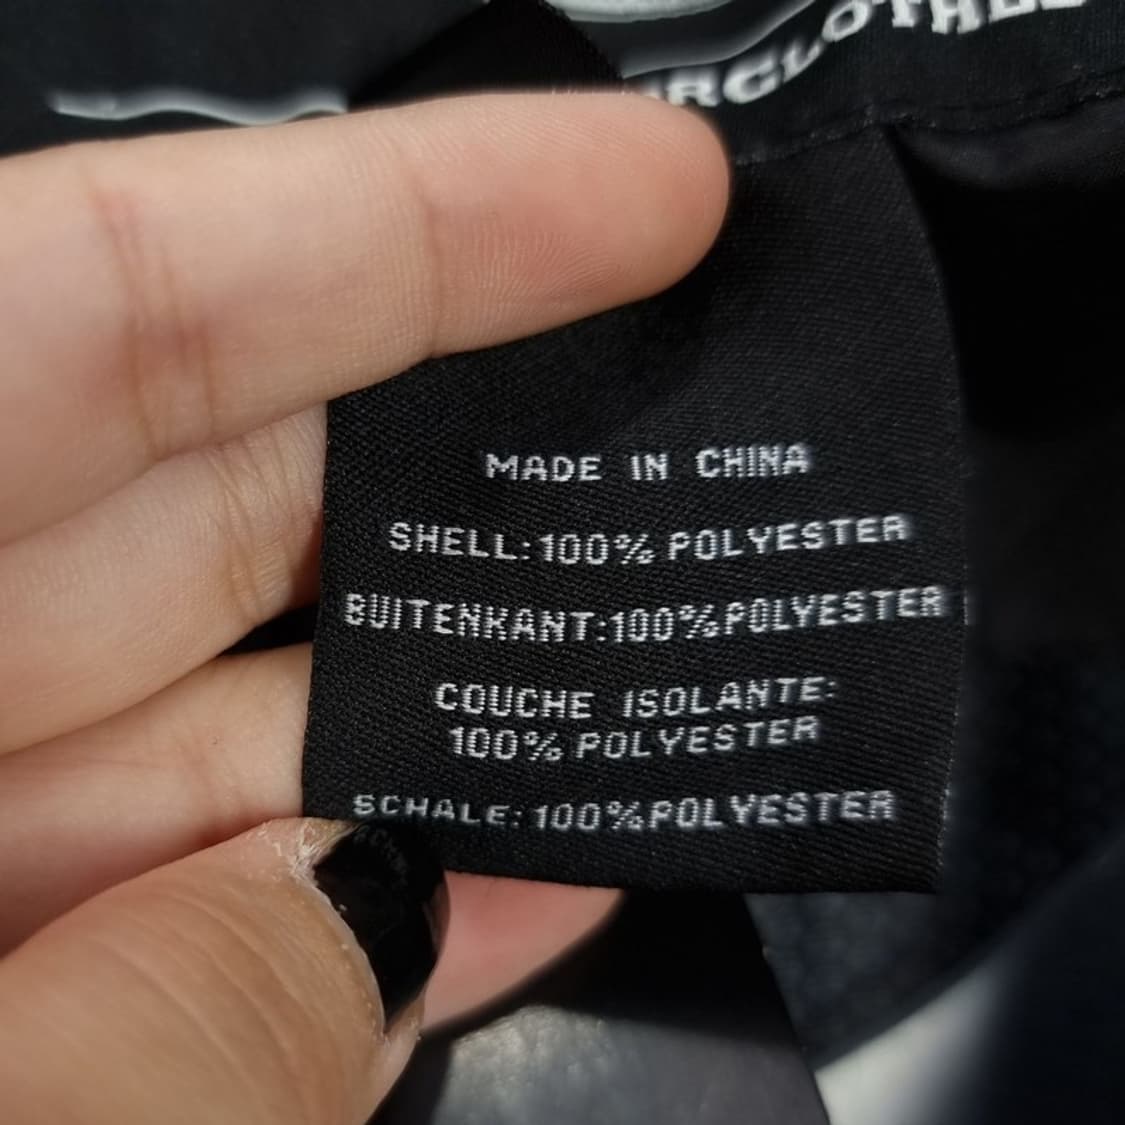 MADE IN CHINA
SHELL:100% POLYESTER
BUITENKANT:100%POLYESTER
COUCHE ISOLANTE:
100% POLYESTER
SCHALE:100%POLYESTER